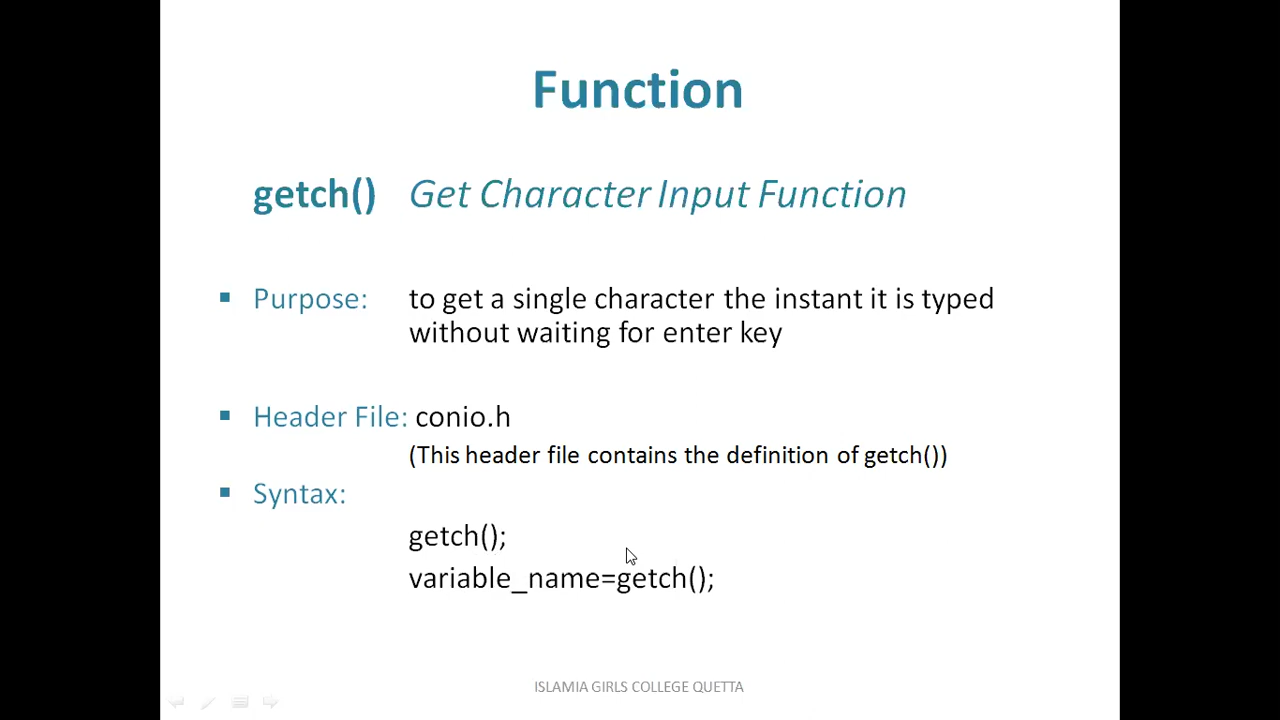 Function
getch() Get Character Input Function
▪ Purpose: to get a single character the instant it is typed
without waiting for enter key
▪ Header File: conio.h
(This header file contains the definition of getch())
▪ Syntax:
getch();
variable_name=getch();
ISLAMIA GIRLS COLLEGE QUETTA